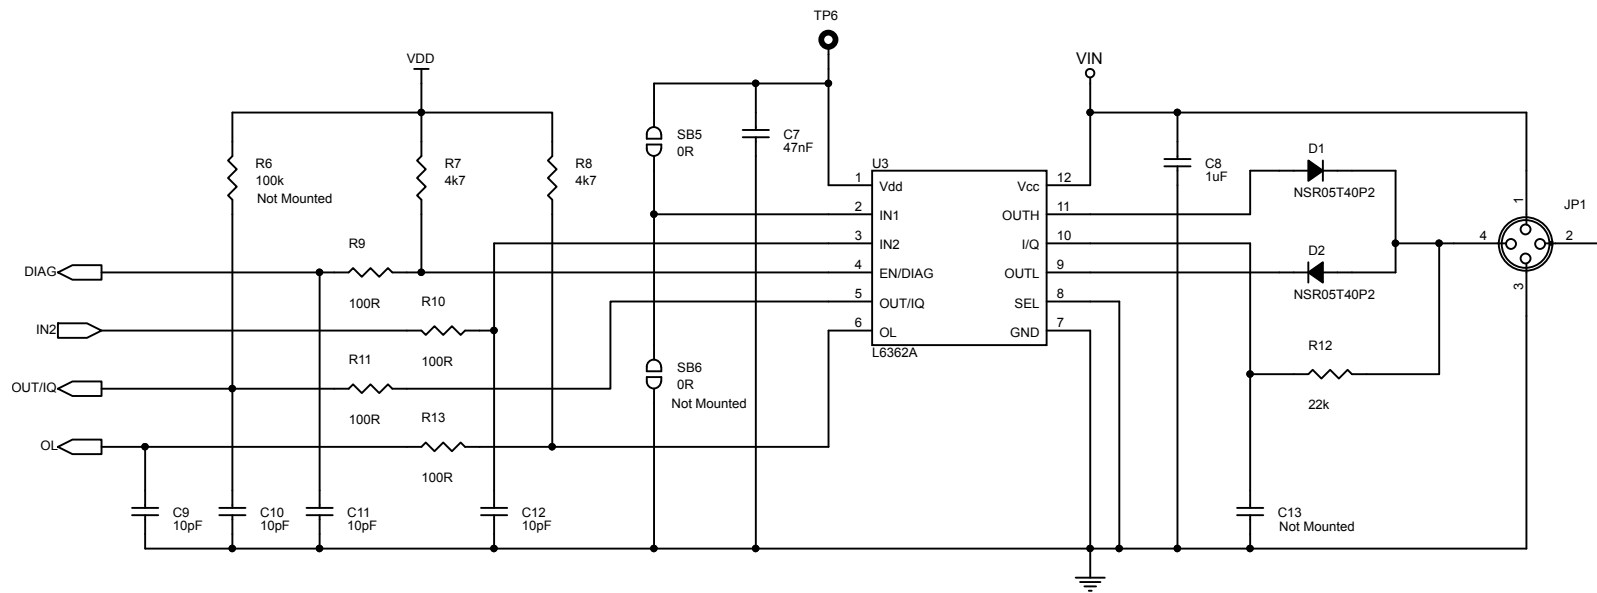 TP6
VDD
VIN
R6
100k
Not Mounted
R7
4k7
R8
4k7
SB5
0R
C7
47nF
U3
1
Vdd
2
IN1
3
IN2
4
EN/DIAG
5
OUT/IQ
6
OL
L6362A
12
Vcc
11
OUTH
10
I/Q
9
OUTL
8
SEL
7
GND
C8
1uF
D1
NSR05T40P2
D2
NSR05T40P2
JP1
1
2
3
4
R9
100R
DIAG
R10
100R
IN2
R11
100R
OUT/IQ
R13
100R
OL
SB6
0R
Not Mounted
R12
22k
C9
10pF
C10
10pF
C11
10pF
C12
10pF
C13
Not Mounted